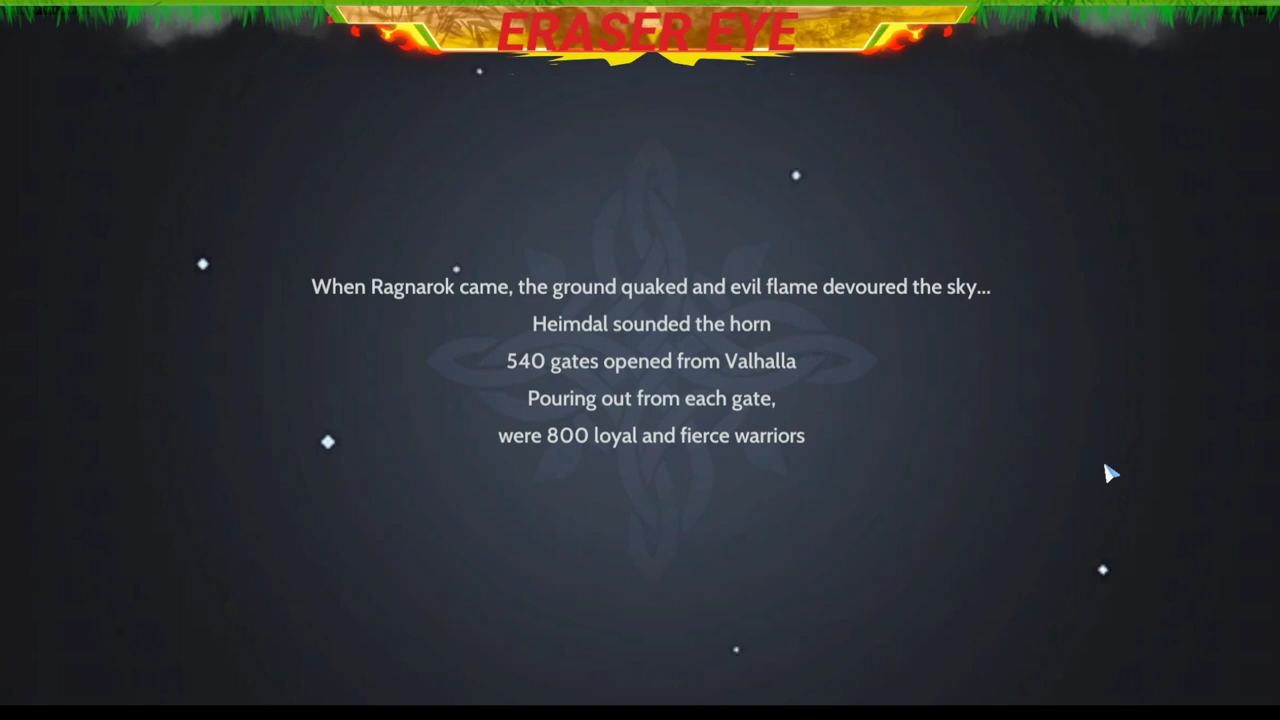 ERASER EYE
When Ragnarok came, the ground quaked and evil flame devoured the sky...
Heimdal sounded the horn
540 gates opened from Valhalla
Pouring out from each gate,
were 800 loyal and fierce warriors